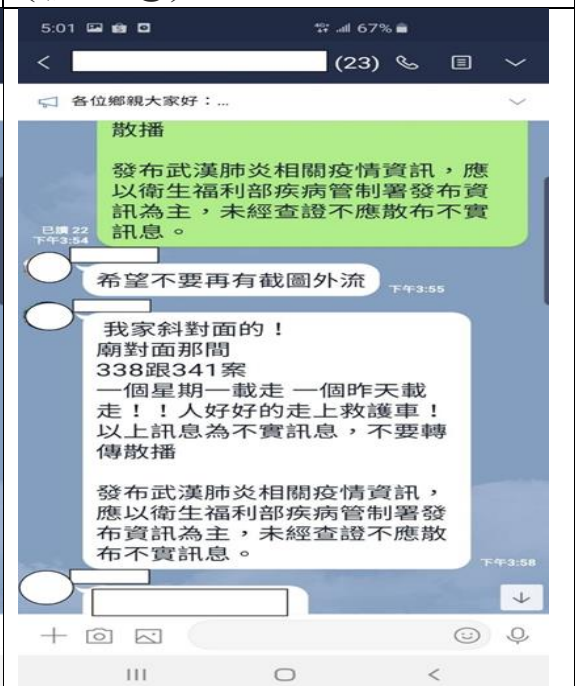 5:01 67%
(23)
各位鄉親大家好：...
散播
發布武漢肺炎相關疫情資訊，應
以衛生福利部疾病管制署發布資
訊為主，未經查證不應散布不實
訊息。
已讀 22
下午3:54
希望不要再有截圖外流
下午3:55
我家斜對面的！
廟對面那間
338跟341案
一個星期一載走 一個昨天載
走！！人好好的走上救護車！
以上訊息為不實訊息，不要轉
傳散播
發布武漢肺炎相關疫情資訊，
應以衛生福利部疾病管制署發
布資訊為主，未經查證不應散
布不實訊息。
下午3:58